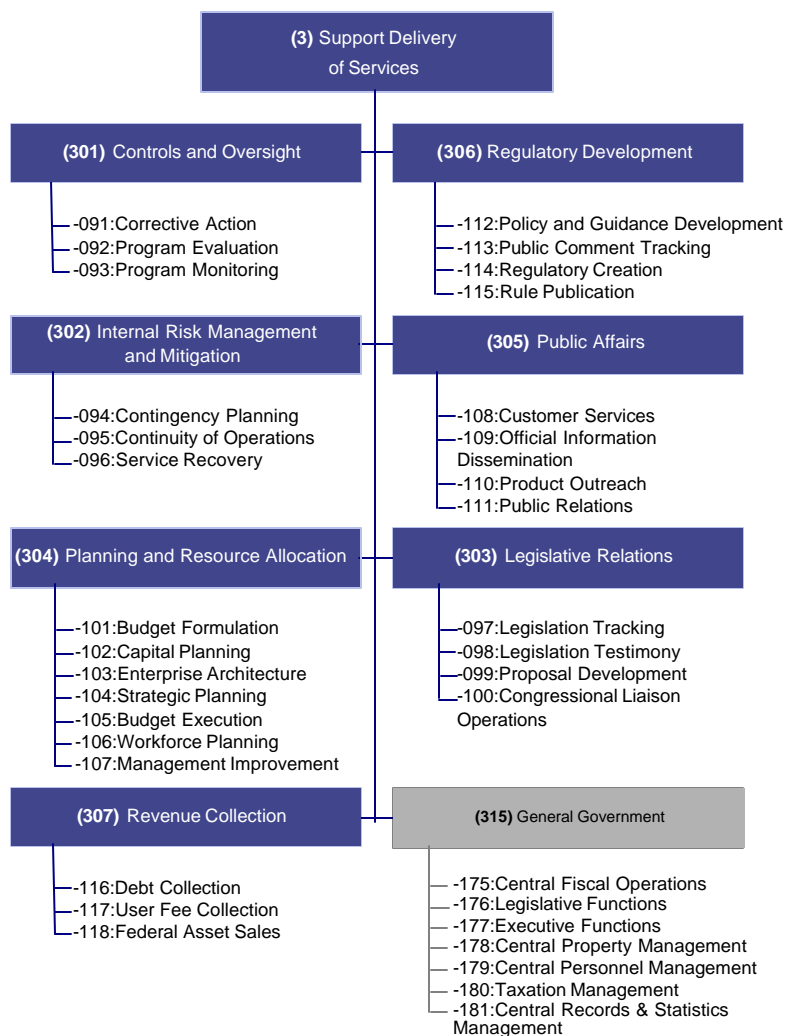 (3) Support Delivery
of Services
(301) Controls and Oversight
-091:Corrective Action
-092:Program Evaluation
-093:Program Monitoring
(306) Regulatory Development
-112:Policy and Guidance Development
-113:Public Comment Tracking
-114:Regulatory Creation
-115:Rule Publication
(302) Internal Risk Management
and Mitigation
-094:Contingency Planning
-095:Continuity of Operations
-096:Service Recovery
(305) Public Affairs
-108:Customer Services
-109:Official Information
Dissemination
-110:Product Outreach
-111:Public Relations
(304) Planning and Resource Allocation
-101:Budget Formulation
-102:Capital Planning
-103:Enterprise Architecture
-104:Strategic Planning
-105:Budget Execution
-106:Workforce Planning
-107:Management Improvement
(303) Legislative Relations
-097:Legislation Tracking
-098:Legislation Testimony
-099:Proposal Development
-100:Congressional Liaison
Operations
(307) Revenue Collection
-116:Debt Collection
-117:User Fee Collection
-118:Federal Asset Sales
(315) General Government
-175:Central Fiscal Operations
-176:Legislative Functions
-177:Executive Functions
-178:Central Property Management
-179:Central Personnel Management
-180:Taxation Management
-181:Central Records & Statistics
Management